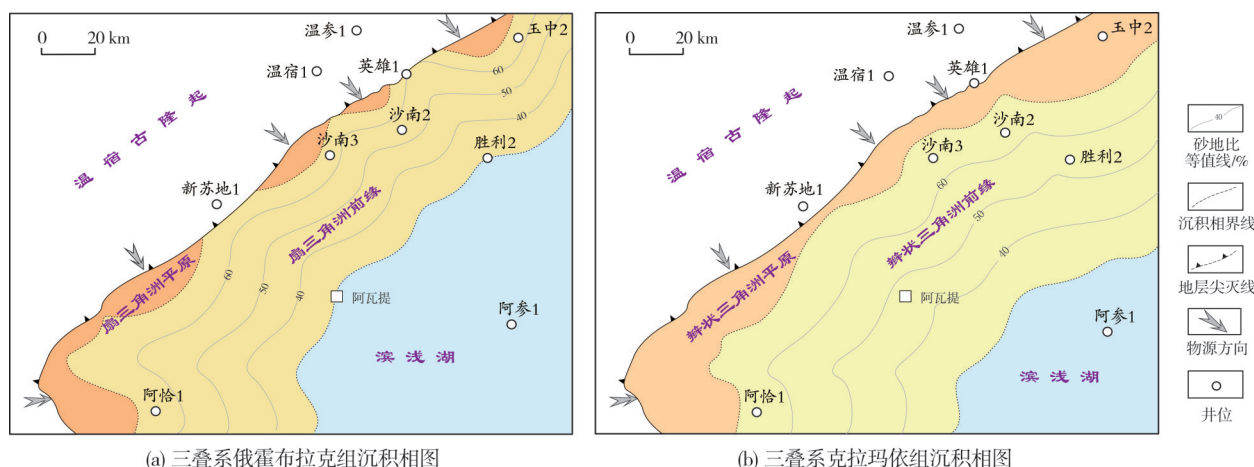 0 20 km
温参1
玉中2
温宿1
英雄1
60
50
沙南2
40
沙南3
胜利2
温宿古隆起
新苏地1
扇三角洲前缘
60
50
40
扇三角洲平原
阿瓦提
阿参1
滨浅湖
阿恰1
(a) 三叠系俄霍布拉克组沉积相图
0 20 km
温参1
玉中2
温宿1
英雄1
沙南2
沙南3
胜利2
60
温宿古隆起
新苏地1
辫状三角洲前缘
50
40
辫状三角洲平原
阿瓦提
阿参1
滨浅湖
阿恰1
(b) 三叠系克拉玛依组沉积相图
40
砂地比
等值线/%
沉积相界线
地层尖灭线
物源方向
井位